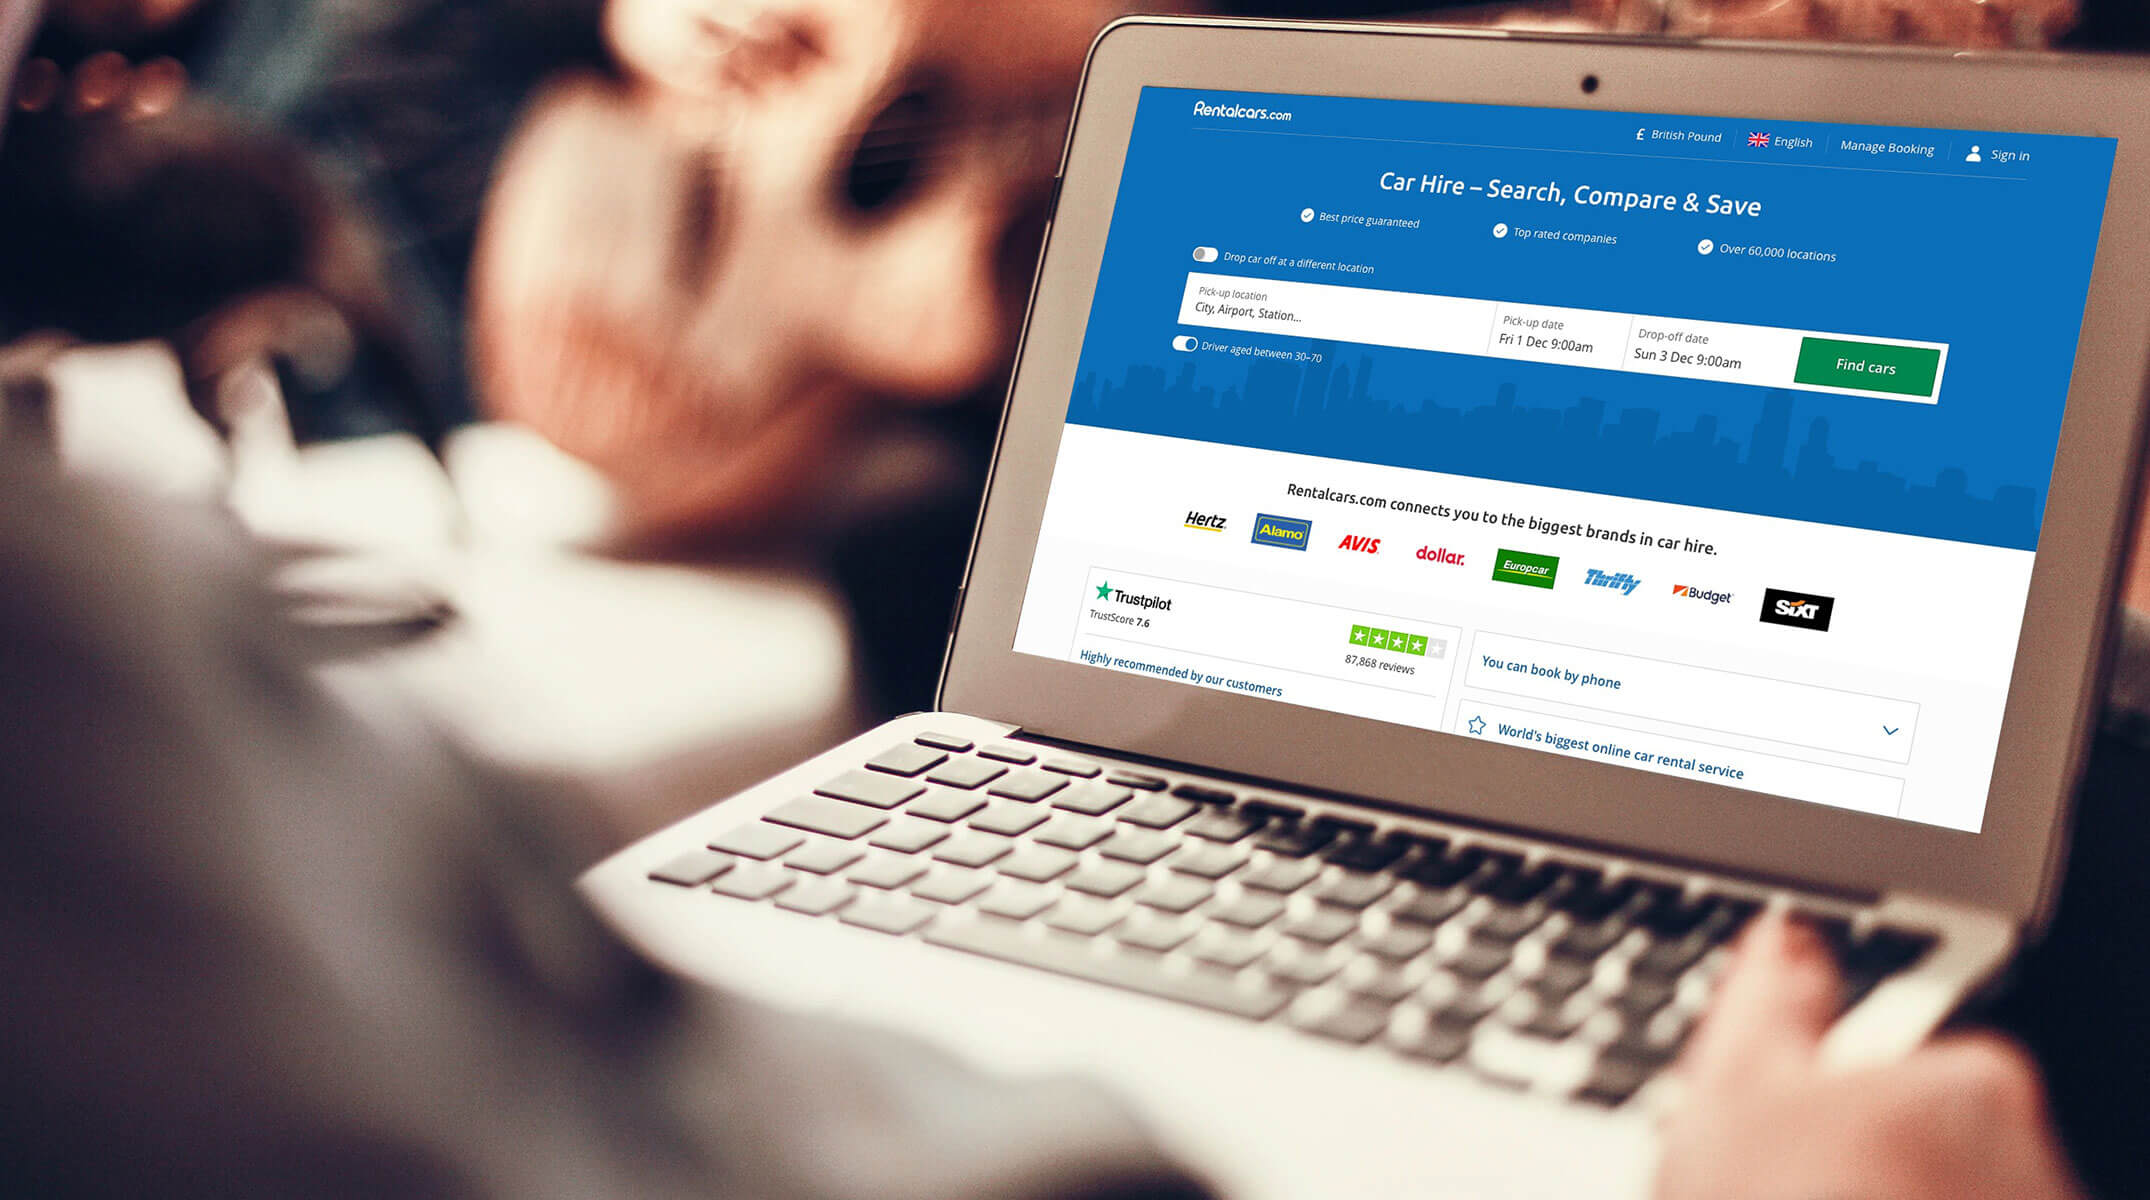 Rentalcars.com
£ British Pound
English
Manage Booking
Sign in
Car Hire – Search, Compare & Save
Best price guaranteed
Top rated companies
Over 60,000 locations
Drop car off at a different location
Pick-up location
City, Airport, Station...
Pick-up date
Fri 1 Dec 9:00am
Drop-off date
Sun 3 Dec 9:00am
Find cars
Driver aged between 30–70
Rentalcars.com connects you to the biggest brands in car hire.
Hertz
Alamo
AVIS
dollar.
Europcar
Thrifty
Budget
SIXT
Trustpilot
TrustScore 7.6
87,868 reviews
Highly recommended by our customers
You can book by phone
World's biggest online car rental service